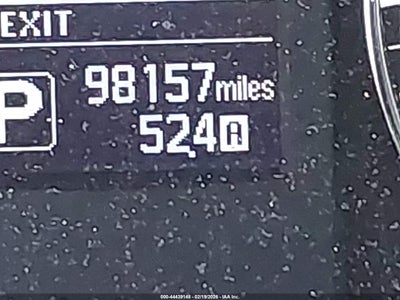 EXIT
P
98157miles
524A
000-44439148 - 02/19/2026 - IAA Inc.